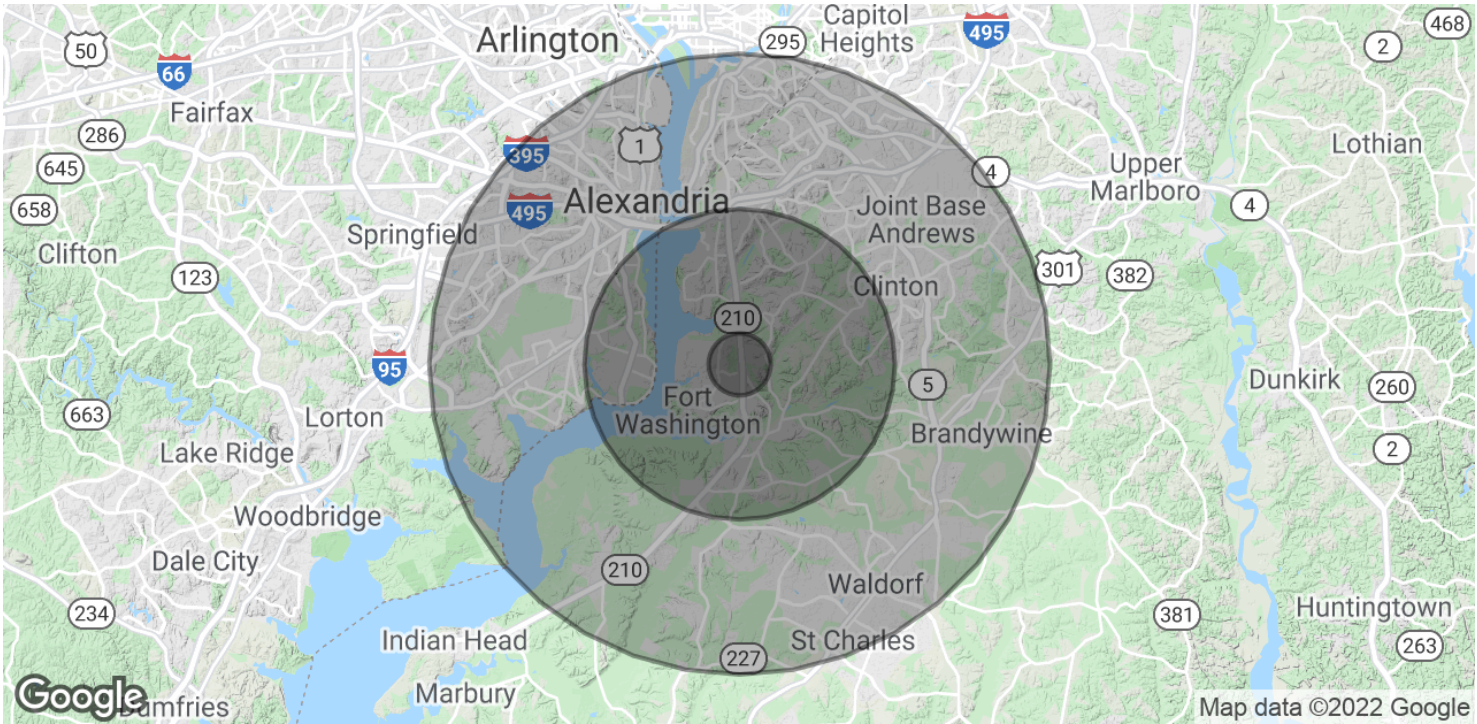 Capitol
Heights
468
Arlington
295
495
2
50
66
Fairfax
286
395
1
Lothian
645
4
Upper
Marlboro
658
495
Alexandria
Joint Base
Andrews
4
Springfield
Clifton
123
Clinton
301
382
210
95
5
Dunkirk
260
663
Lorton
Fort
Washington
Brandywine
Lake Ridge
2
Woodbridge
Dale City
210
Waldorf
234
381
Huntingtown
Indian Head
St Charles
263
227
Marbury
Google
Dumfries
Map data ©2022 Google